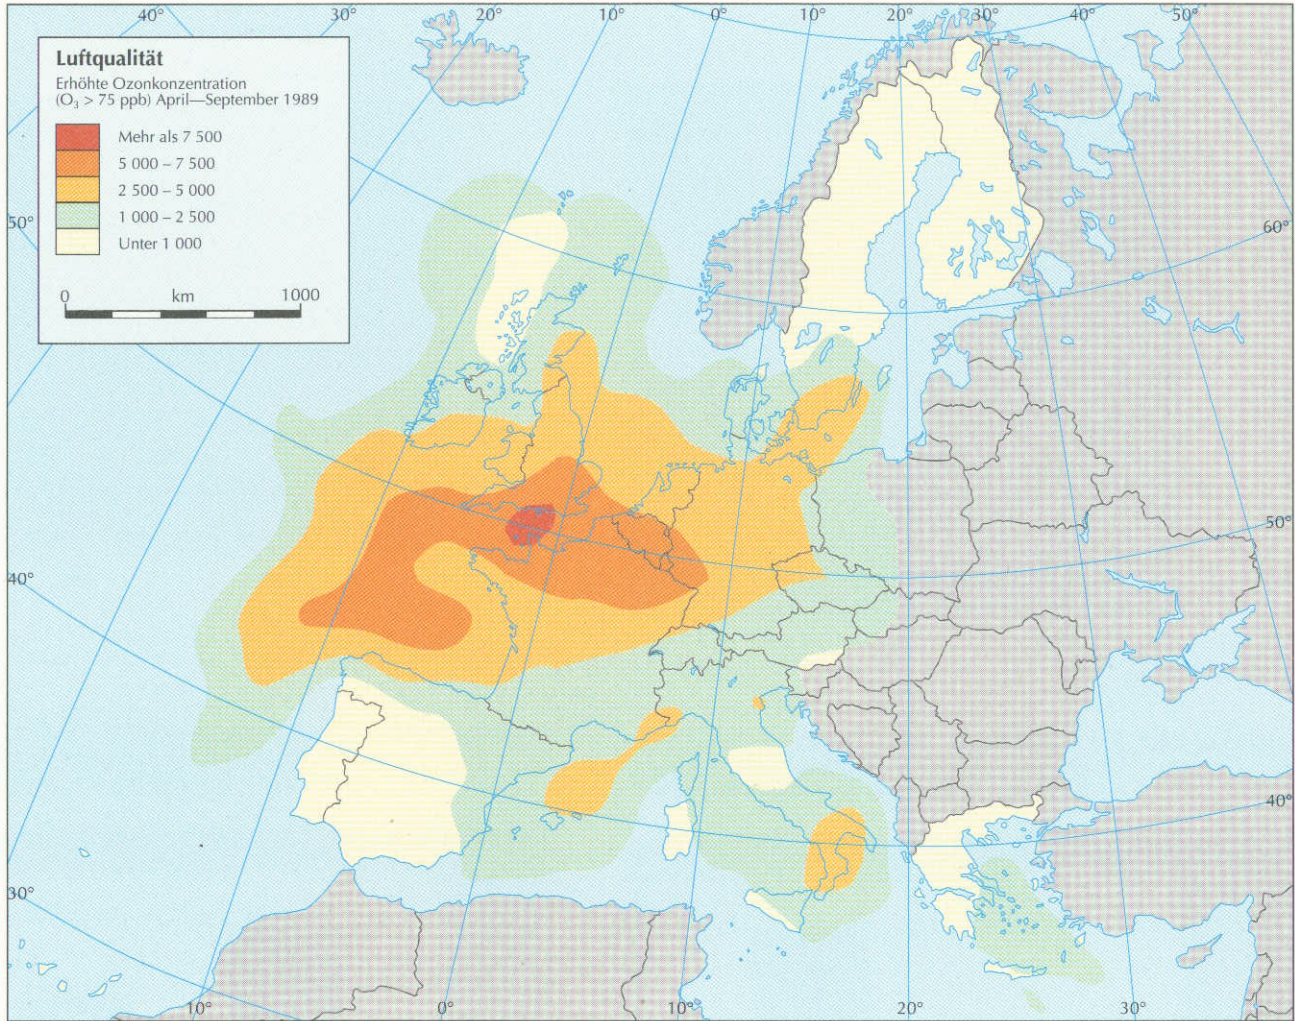 40° 30° 20° 10° 0° 10° 20° 30° 40° 50°
Luftqualität
Erhöhte Ozonkonzentration
(O₃ > 75 ppb) April—September 1989
Mehr als 7 500
5 000 – 7 500
2 500 – 5 000
1 000 – 2 500
Unter 1 000
0 km 1000
50°
60°
50°
40°
40°
30°
10° 0° 10° 20° 30°